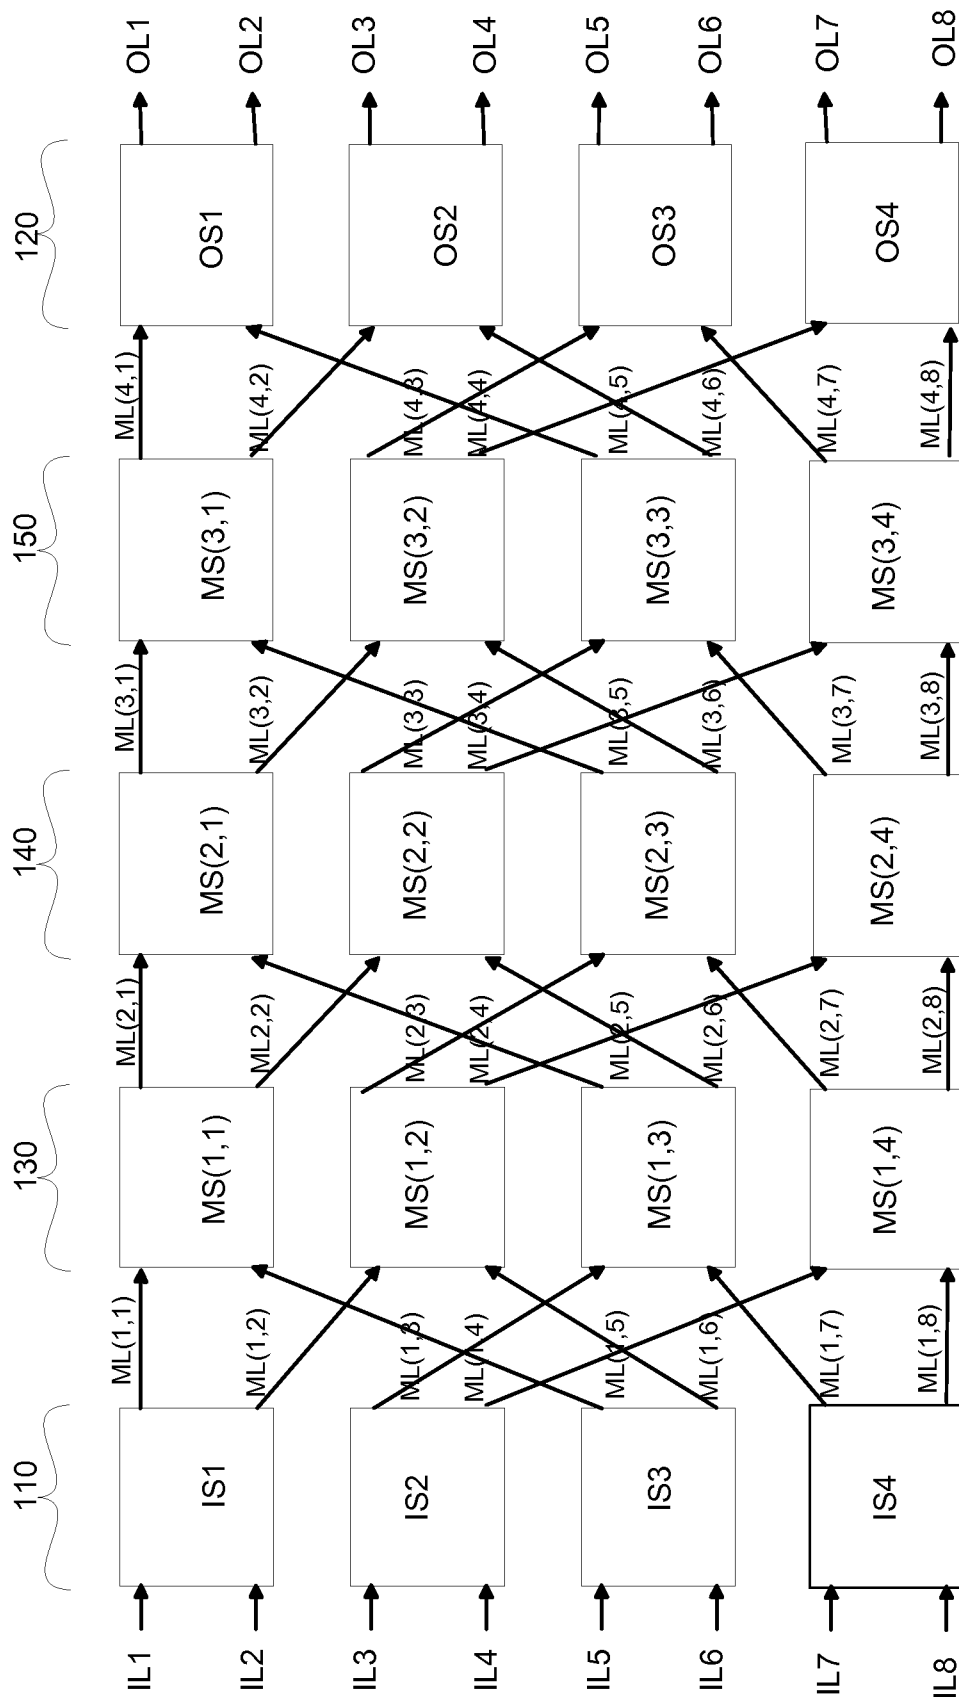 110
130
140
150
120
IL1
IS1
ML(1,1)
MS(1,1)
ML(2,1)
MS(2,1)
ML(3,1)
MS(3,1)
ML(4,1)
OS1
OL1
IL2
ML(1,2)
ML2,2)
ML(3,2)
ML(4,2)
OL2
IL3
IS2
ML(1,3)
MS(1,2)
ML(2,3)
MS(2,2)
ML(3,3)
MS(3,2)
ML(4,3)
OS2
OL3
IL4
ML(1,4)
ML(2,4)
ML(3,4)
ML(4,4)
OL4
IL5
IS3
ML(1,5)
MS(1,3)
ML(2,5)
MS(2,3)
ML(3,5)
MS(3,3)
ML(4,5)
OS3
OL5
IL6
ML(1,6)
ML(2,6)
ML(3,6)
ML(4,6)
OL6
IL7
IS4
ML(1,7)
MS(1,4)
ML(2,7)
MS(2,4)
ML(3,7)
MS(3,4)
ML(4,7)
OS4
OL7
IL8
ML(1,8)
ML(2,8)
ML(3,8)
ML(4,8)
OL8